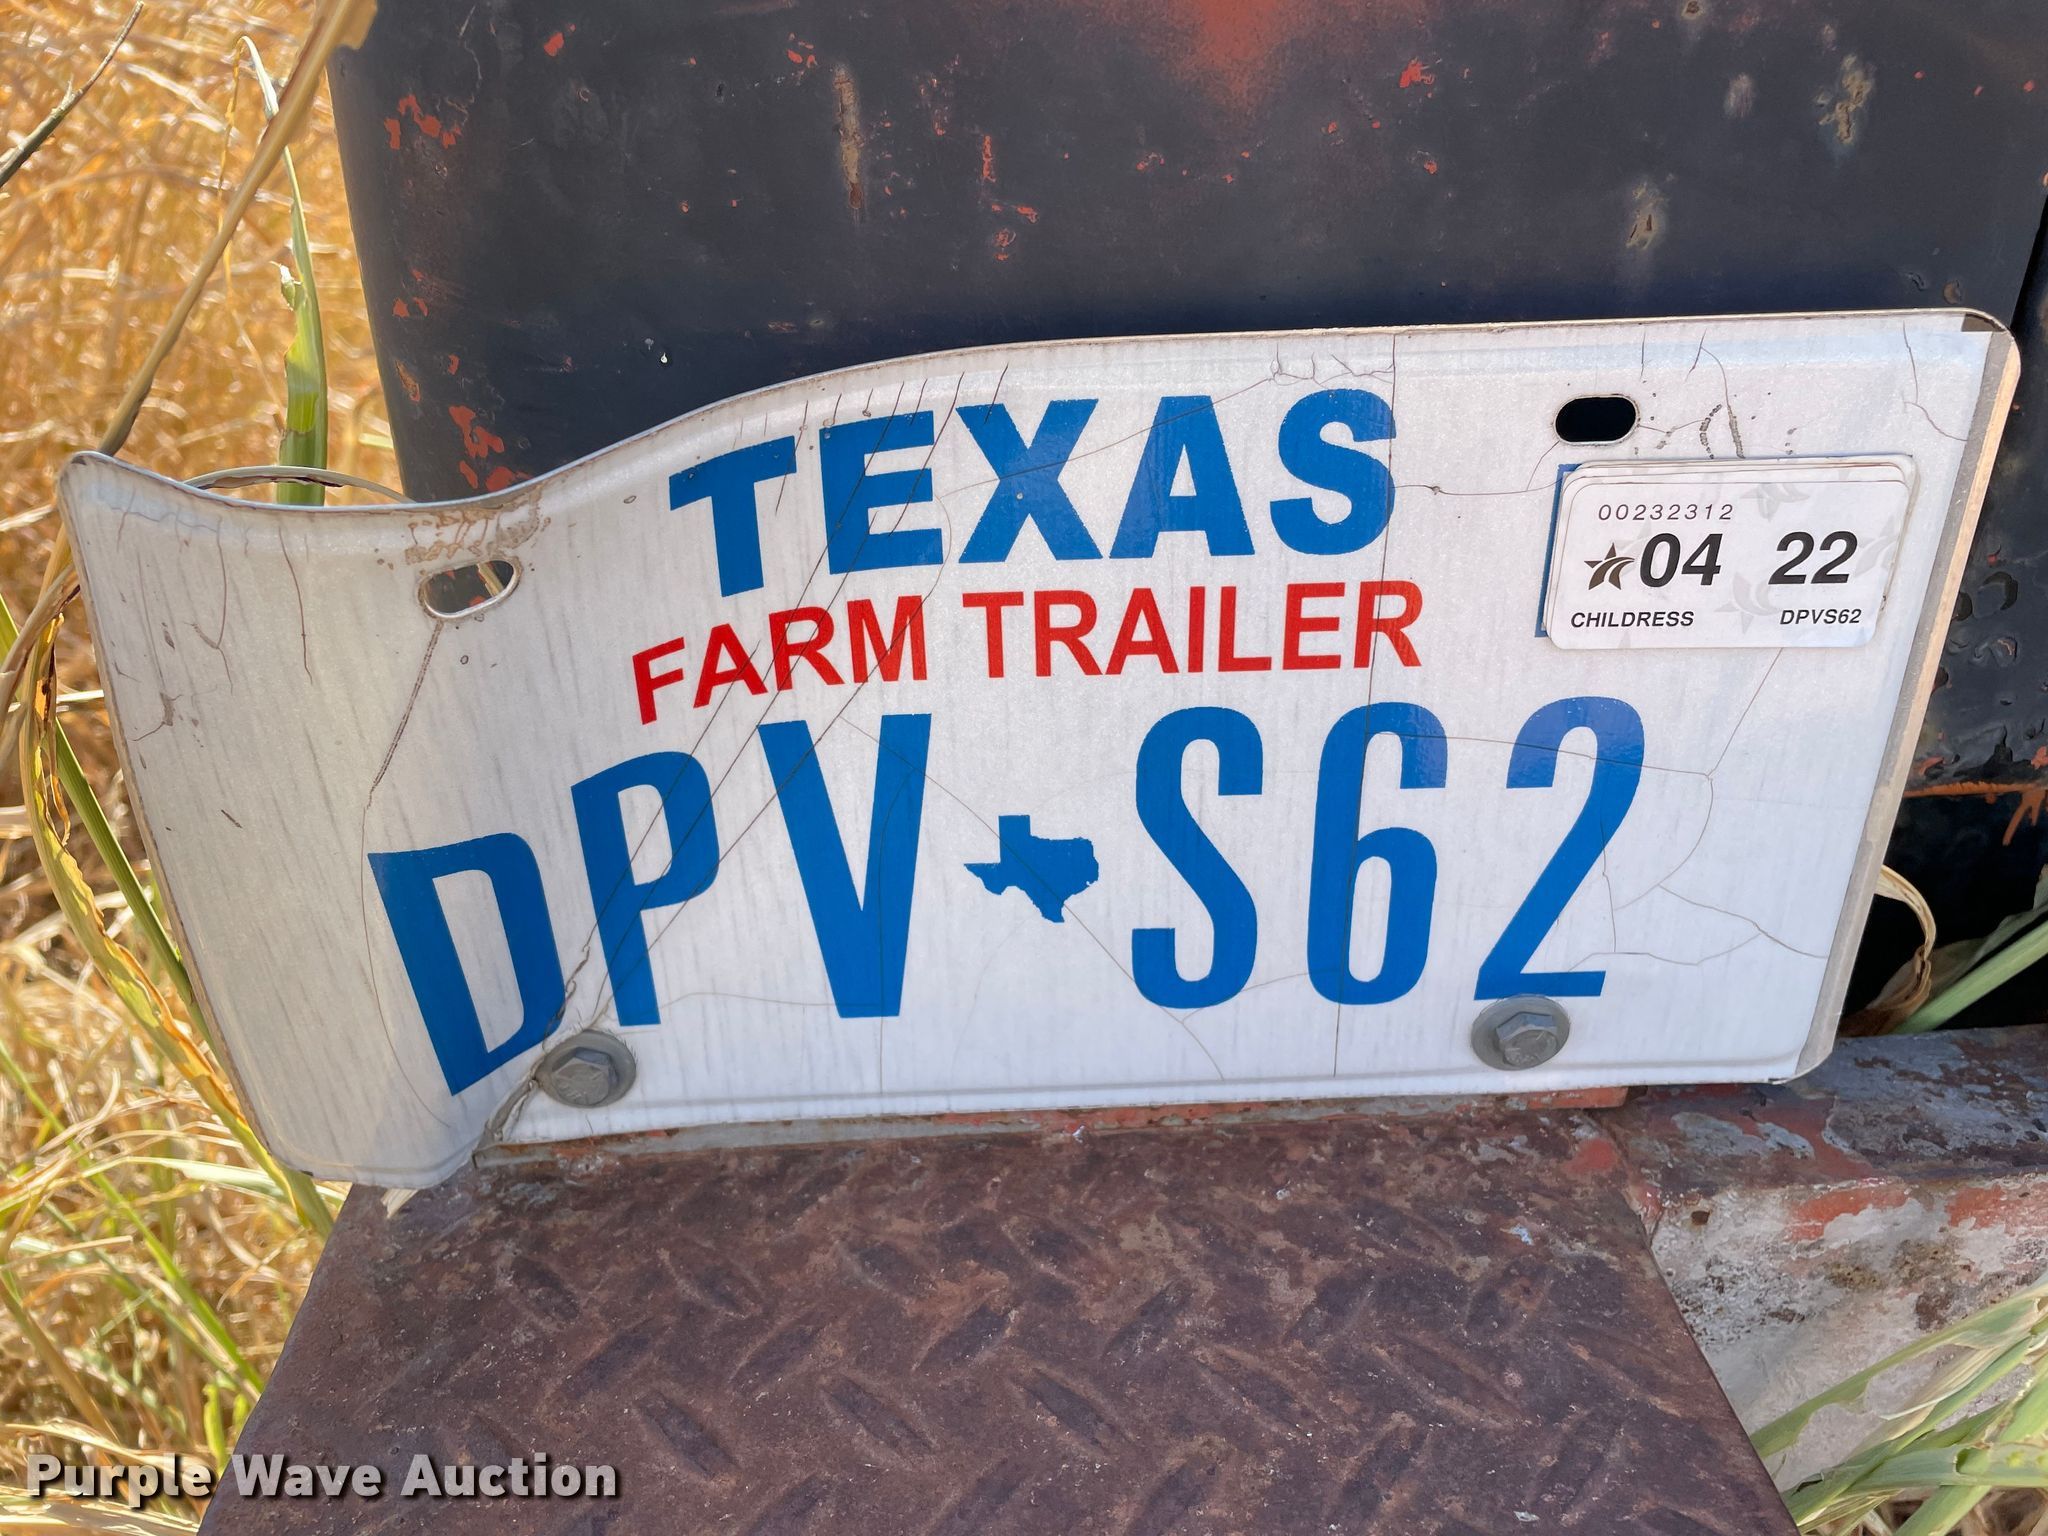 TEXAS
FARM TRAILER
00232312
04 22
CHILDRESS DPVS62
DPV S62
Purple Wave Auction